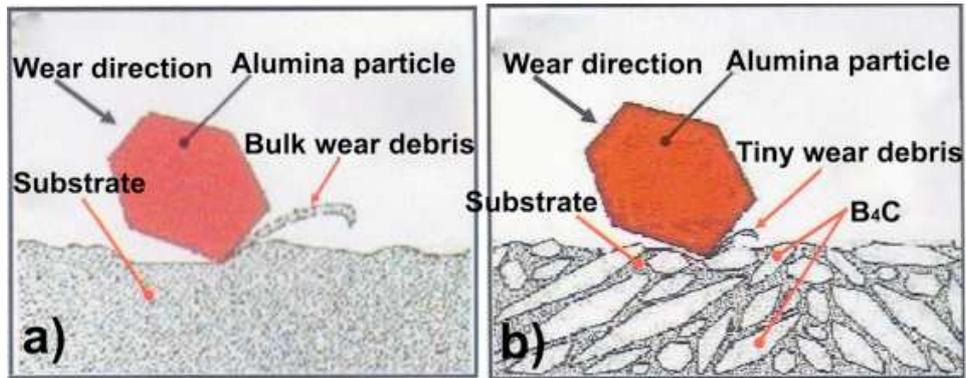 Wear direction
Alumina particle
Bulk wear debris
Substrate
a)
Wear direction
Alumina particle
Tiny wear debris
Substrate
B₄C
b)